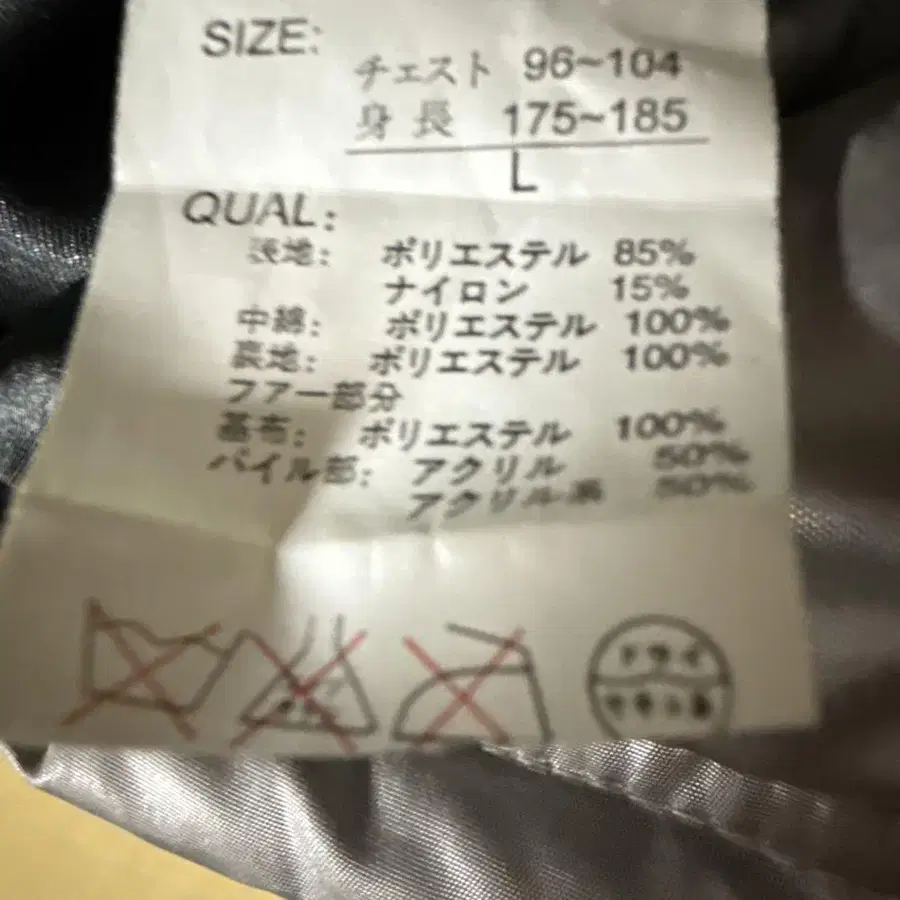 SIZE:
チェスト 96~104
身長 175~185
L
QUAL:
表地: ポリエステル 85%
ナイロン 15%
中綿: ポリエステル 100%
裏地: ポリエステル 100%
ファー部分
基布: ポリエステル 100%
パイル部: アクリル 50%
アクリル系 50%
ドライ
セキユ系